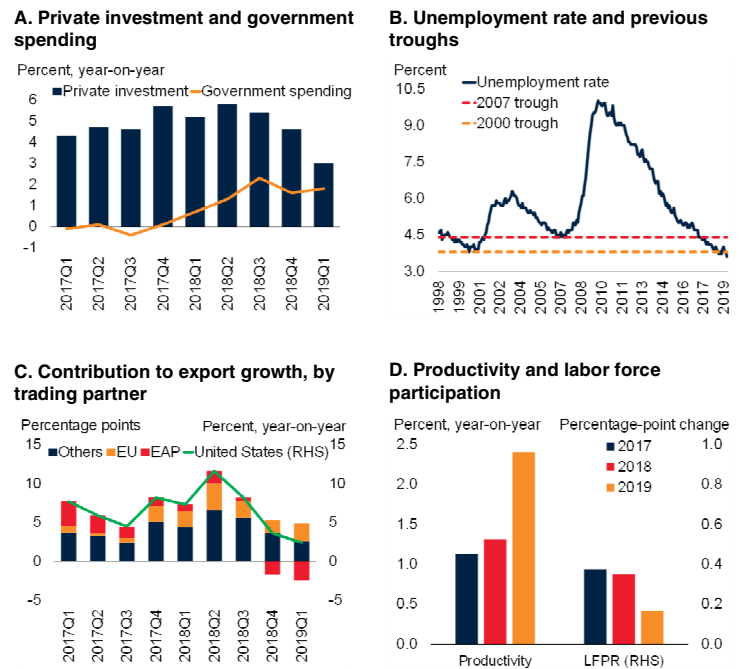 A. Private investment and government
spending
Percent, year-on-year
Private investment Government spending
6
5
4
3
2
1
0
-1
2017Q1
2017Q2
2017Q3
2017Q4
2018Q1
2018Q2
2018Q3
2018Q4
2019Q1
B. Unemployment rate and previous
troughs
Percent
Unemployment rate
2007 trough
2000 trough
10.5
9.0
7.5
6.0
4.5
3.0
1998
1999
2001
2002
2004
2005
2007
2008
2010
2011
2013
2014
2016
2017
2019
C. Contribution to export growth, by
trading partner
Percentage points
Percent, year-on-year
Others EU EAP United States (RHS)
15
10
5
0
-5
15
10
5
0
-5
2017Q1
2017Q2
2017Q3
2017Q4
2018Q1
2018Q2
2018Q3
2018Q4
2019Q1
D. Productivity and labor force
participation
Percent, year-on-year
Percentage-point change
2017
2018
2019
2.5
2.0
1.5
1.0
0.5
0.0
1.0
0.8
0.6
0.4
0.2
0.0
Productivity
LFPR (RHS)